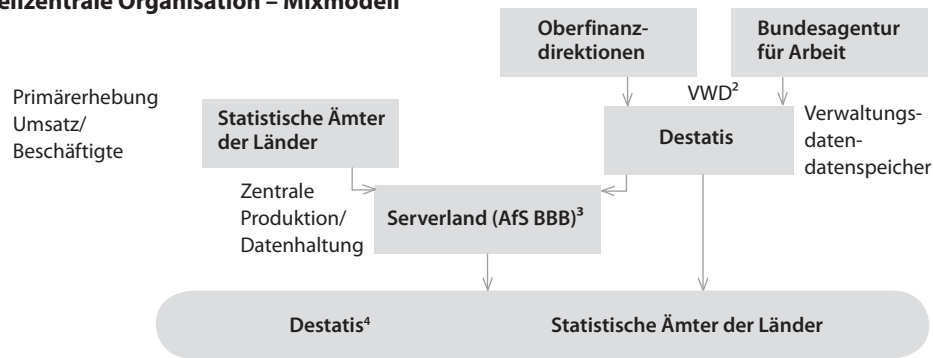 eilzentrale Organisation – Mixmodell
Oberfinanz-
direktionen
Bundesagentur
für Arbeit
Primärerhebung
Umsatz/
Beschäftigte
Statistische Ämter
der Länder
VWD²
Destatis
Verwaltungs-
daten-
datenspeicher
Zentrale
Produktion/
Datenhaltung
Serverland (AfS BBB)³
Destatis⁴
Statistische Ämter der Länder